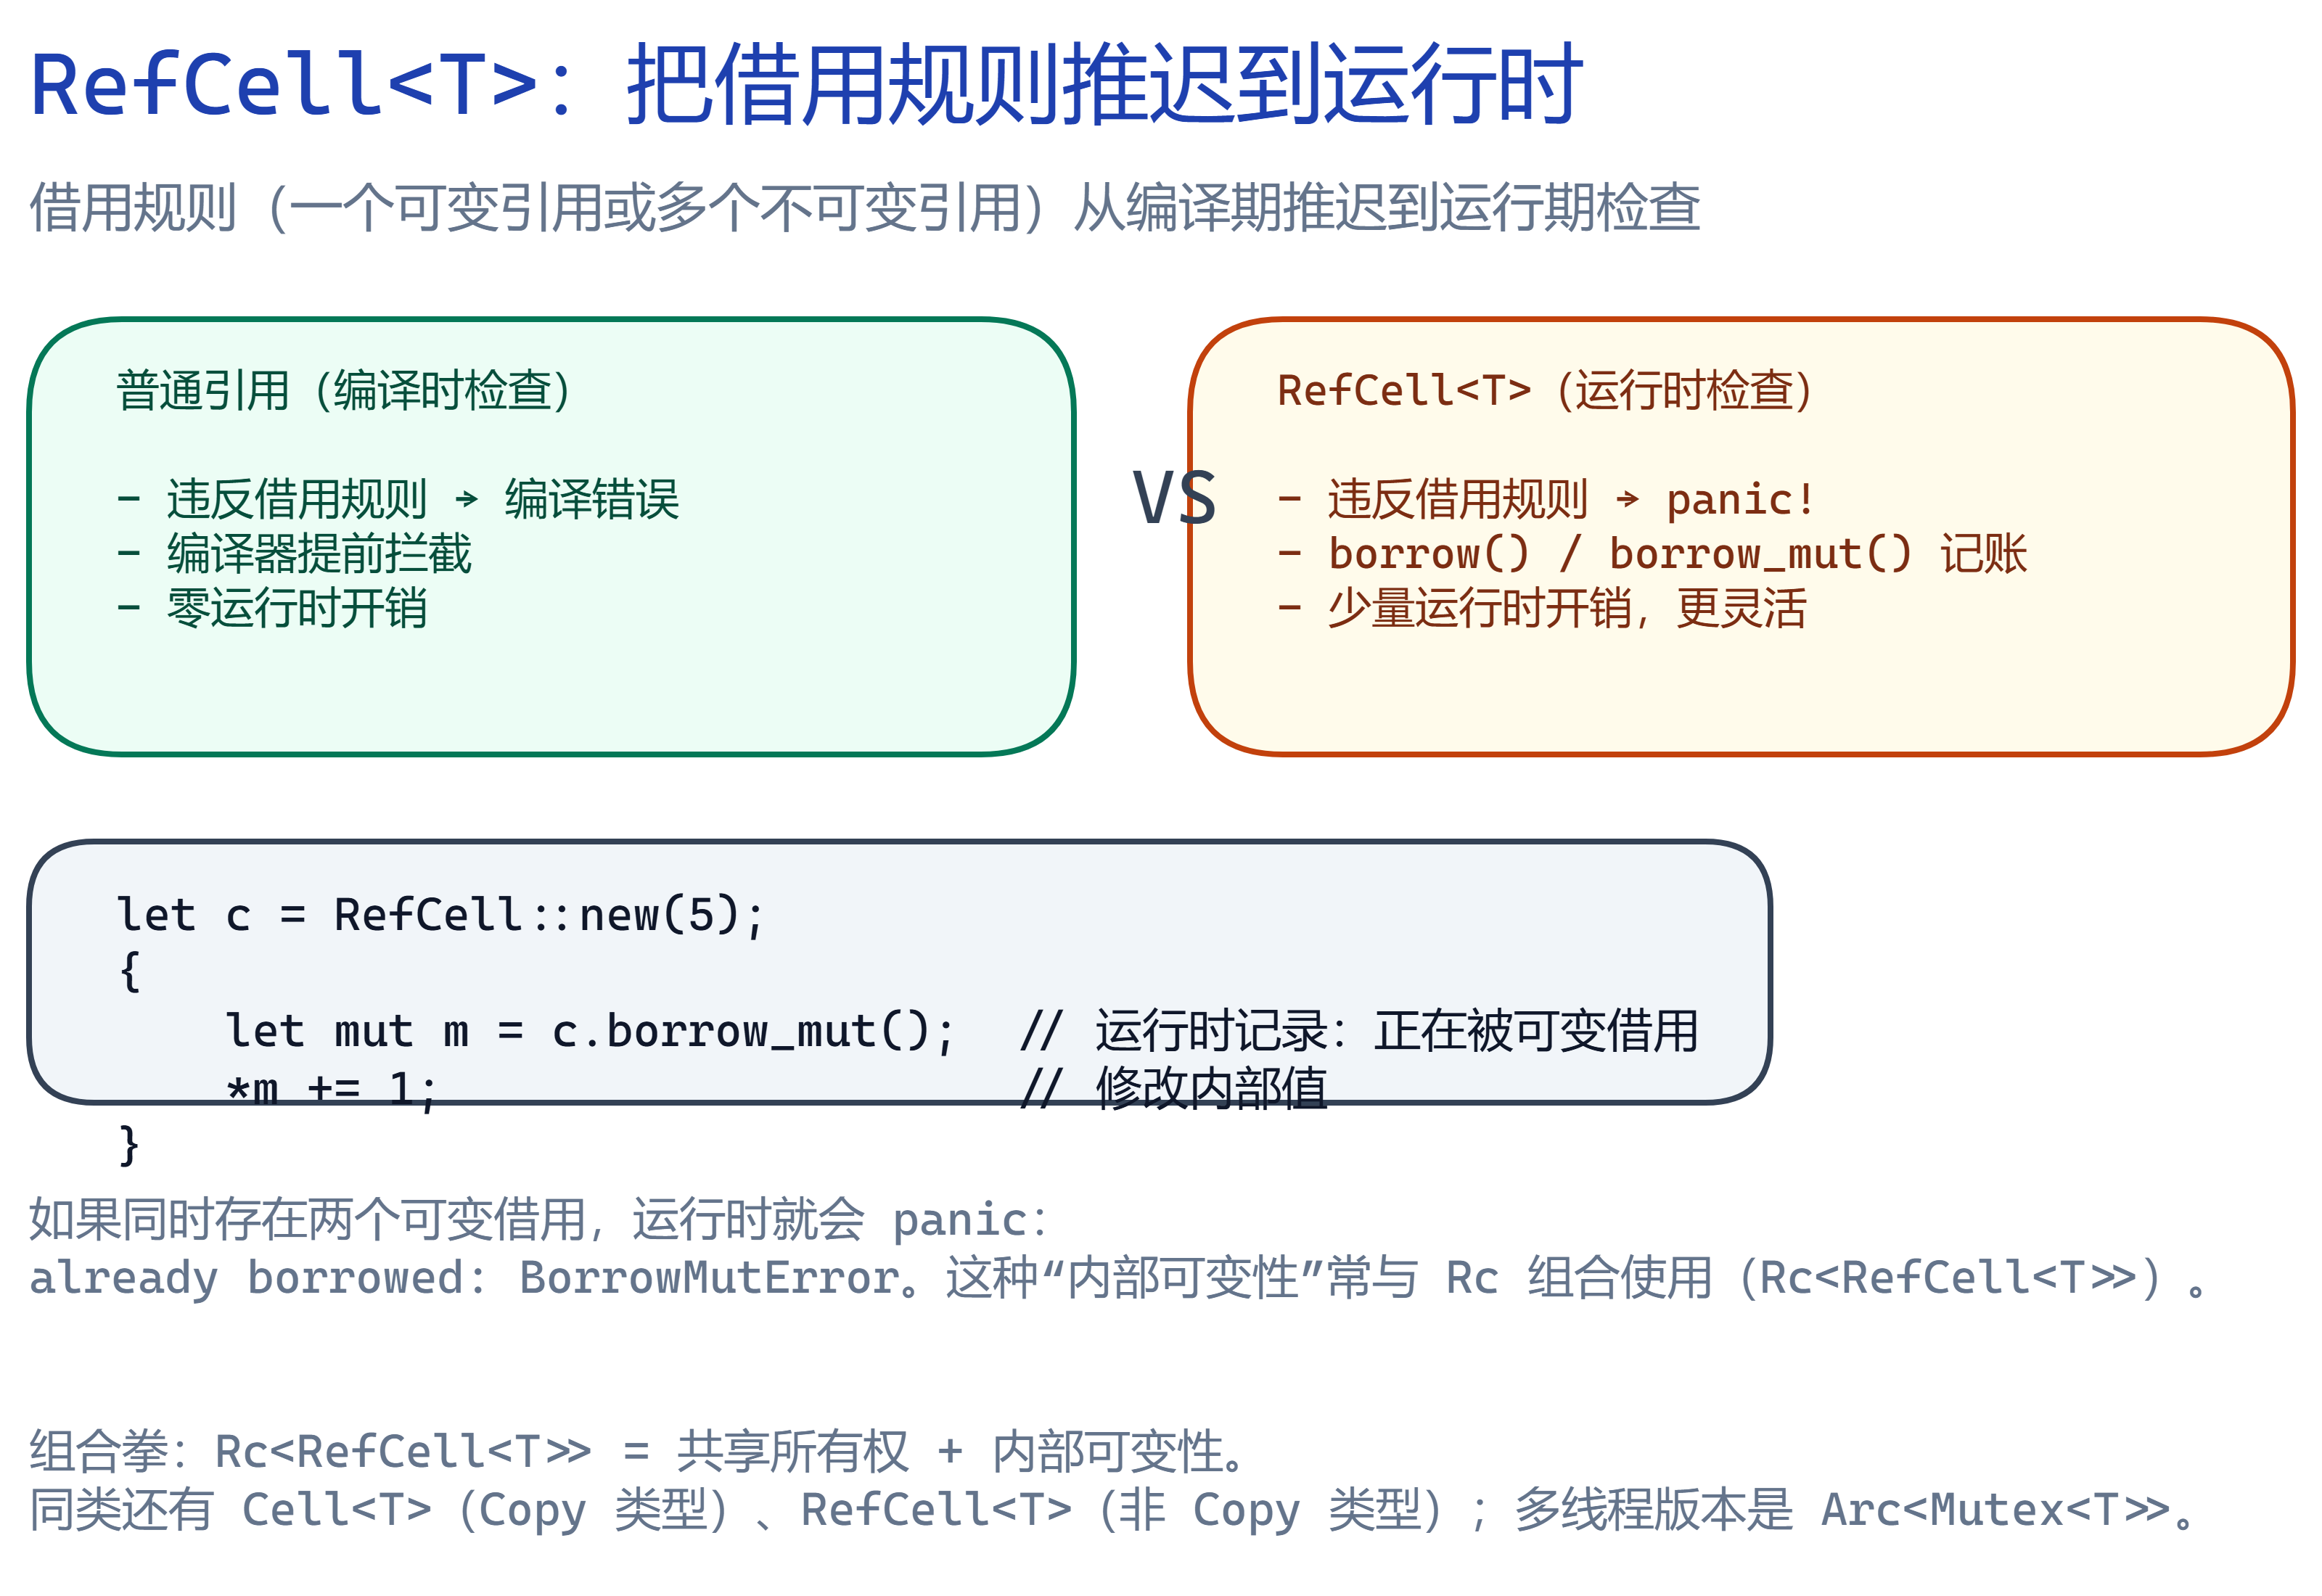 RefCell<T>: 把借用规则推迟到运行时
借用规则（一个可变引用或多个不可变引用）从编译期推迟到运行期检查
普通引用（编译时检查）
- 违反借用规则 → 编译错误
- 编译器提前拦截
- 零运行时开销
VS
RefCell<T>（运行时检查）
- 违反借用规则 → panic!
- borrow() / borrow_mut() 记账
- 少量运行时开销，更灵活
let c = RefCell::new(5);
{
    let mut m = c.borrow_mut();  // 运行时记录：正在被可变借用
    *m += 1;                     // 修改内部值
}
如果同时存在两个可变借用，运行时就会 panic：
already borrowed: BorrowMutError。这种“内部可变性”常与 Rc 组合使用（Rc<RefCell<T>>）。
组合拳：Rc<RefCell<T>> = 共享所有权 + 内部可变性。
同类还有 Cell<T>（Copy 类型）、RefCell<T>（非 Copy 类型）；多线程版本是 Arc<Mutex<T>>。